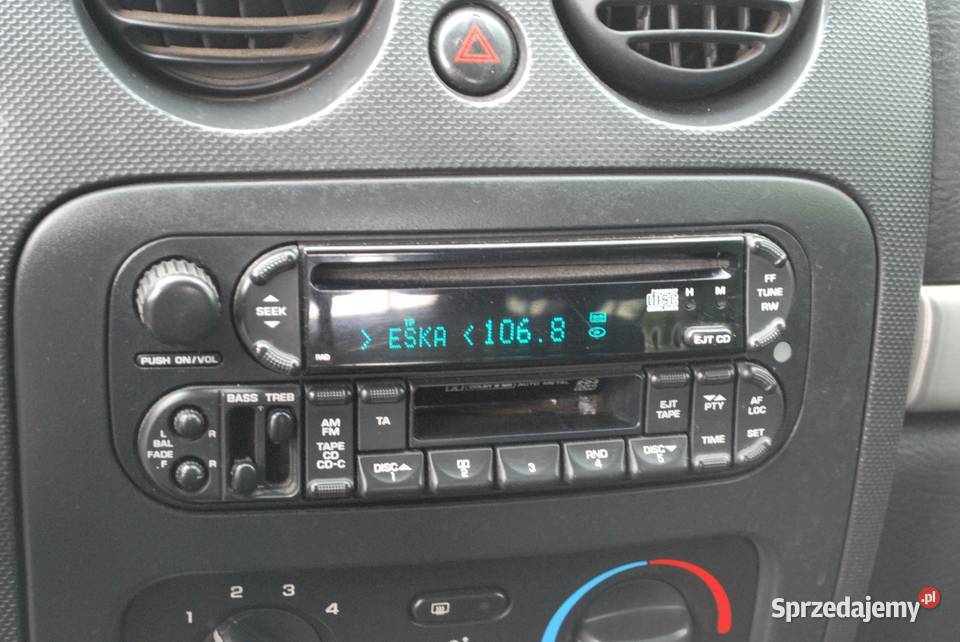 H M
SEEK
FF
TUNE
RW
TP
> ESKA <106.8
EJT CD
RAD
PUSH ON/VOL
BASS TREB
L R
BAL
FADE
F R
AM
FM
TAPE
CD
CD-C
TA
EJT
TAPE
PTY
TIME
AF
LOC
SET
DISC
1
2
3
RND
4
DISC
5
1 2 3 4
Sprzedajemy.pl